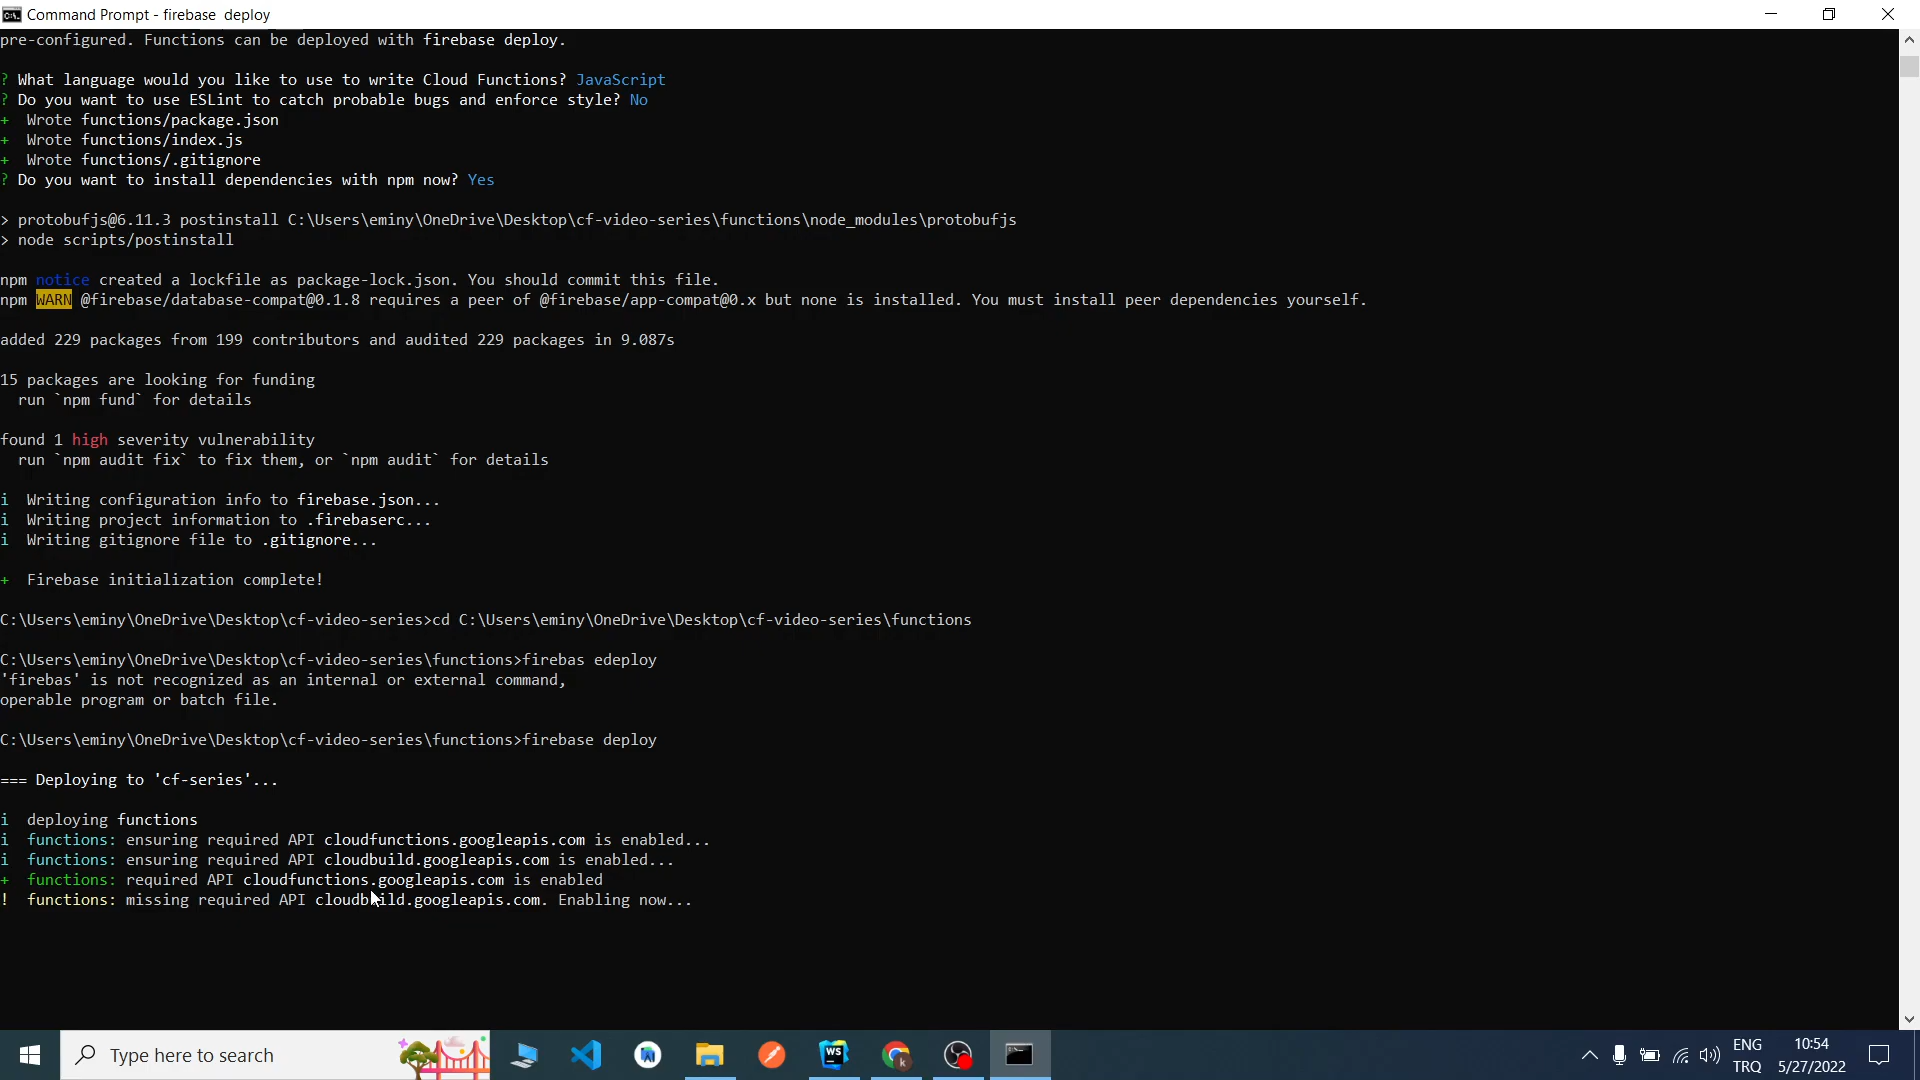 Command Prompt - firebase  deploy
pre-configured. Functions can be deployed with firebase deploy.
? What language would you like to use to write Cloud Functions? JavaScript
? Do you want to use ESLint to catch probable bugs and enforce style? No
+  Wrote functions/package.json
+  Wrote functions/index.js
+  Wrote functions/.gitignore
? Do you want to install dependencies with npm now? Yes
> protobufjs@6.11.3 postinstall C:\Users\eminy\OneDrive\Desktop\cf-video-series\functions\node_modules\protobufjs
> node scripts/postinstall
npm notice created a lockfile as package-lock.json. You should commit this file.
npm WARN @firebase/database-compat@0.1.8 requires a peer of @firebase/app-compat@0.x but none is installed. You must install peer dependencies yourself.
added 229 packages from 199 contributors and audited 229 packages in 9.087s
15 packages are looking for funding
  run `npm fund` for details
found 1 high severity vulnerability
  run `npm audit fix` to fix them, or `npm audit` for details
i  Writing configuration info to firebase.json...
i  Writing project information to .firebaserc...
i  Writing gitignore file to .gitignore...
+  Firebase initialization complete!
C:\Users\eminy\OneDrive\Desktop\cf-video-series>cd C:\Users\eminy\OneDrive\Desktop\cf-video-series\functions
C:\Users\eminy\OneDrive\Desktop\cf-video-series\functions>firebas edeploy
'firebas' is not recognized as an internal or external command,
operable program or batch file.
C:\Users\eminy\OneDrive\Desktop\cf-video-series\functions>firebase deploy
=== Deploying to 'cf-series'...
i  deploying functions
i  functions: ensuring required API cloudfunctions.googleapis.com is enabled...
i  functions: ensuring required API cloudbuild.googleapis.com is enabled...
+  functions: required API cloudfunctions.googleapis.com is enabled
!  functions: missing required API cloudbuild.googleapis.com. Enabling now...
Type here to search
WS
k
ENG
TRQ
10:54
5/27/2022